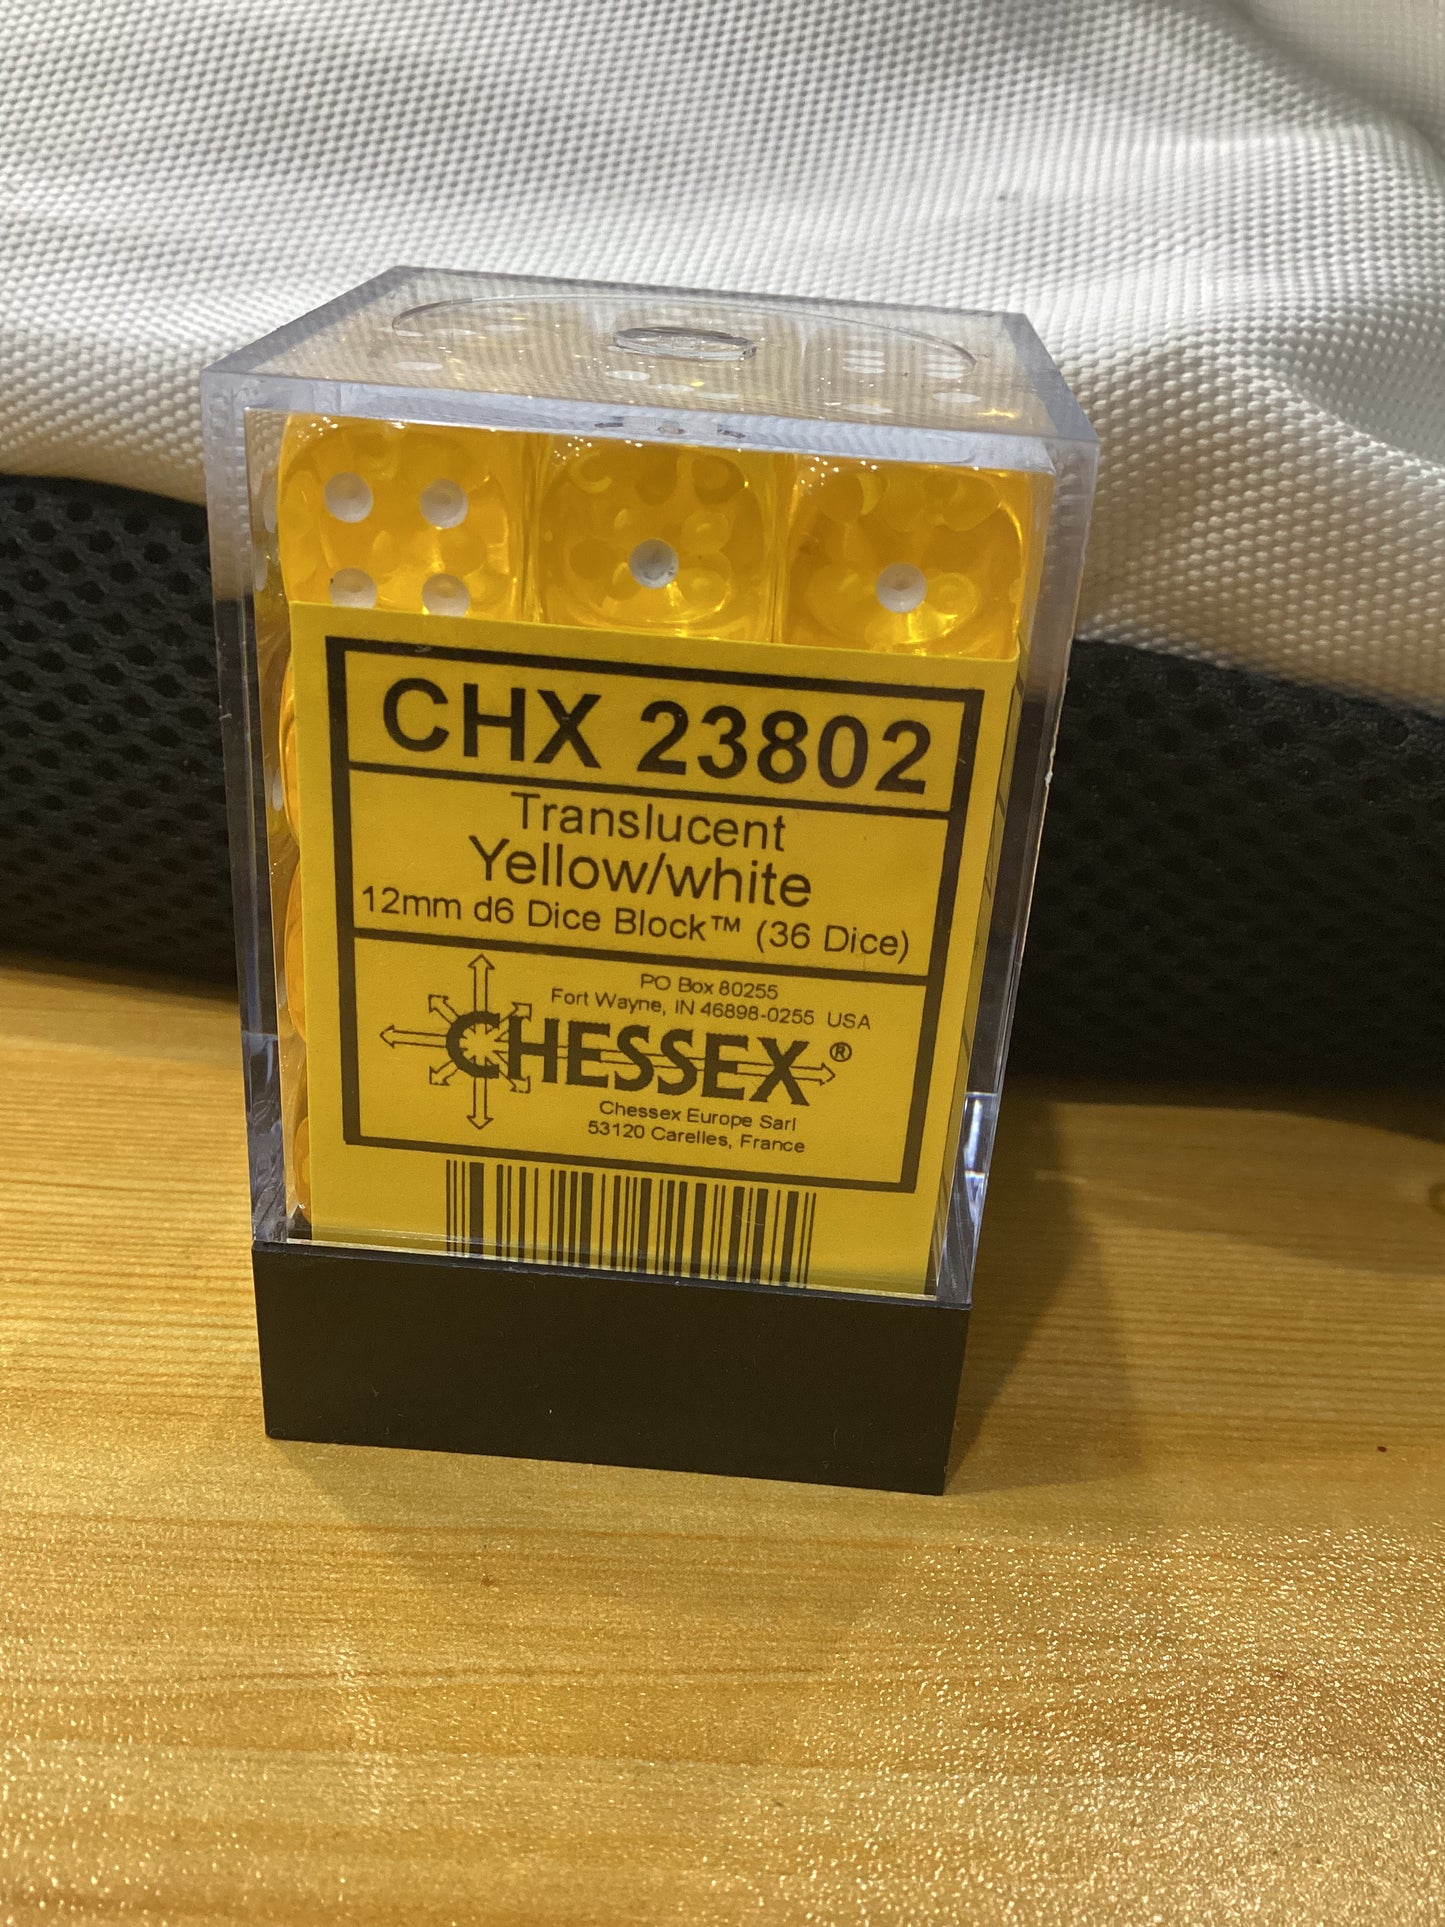 CHX 23802
Translucent
Yellow/white
12mm d6 Dice Block™ (36 Dice)
PO Box 80255
Fort Wayne, IN 46898-0255 USA
CHESSEX®
Chessex Europe Sarl
53120 Carelles, France